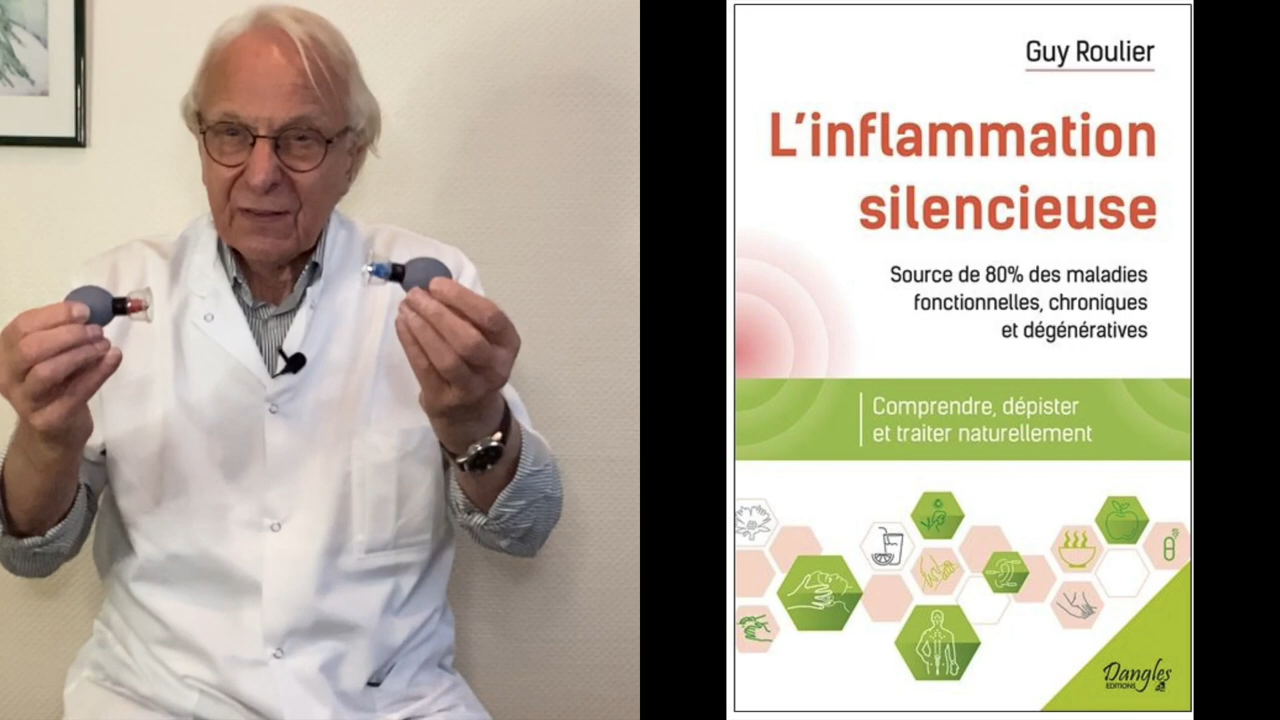 Guy Roulier
L'inflammation
silencieuse
Source de 80% des maladies
fonctionnelles, chroniques
et dégénératives
Comprendre, dépister
et traiter naturellement
Dangles
EDITIONS